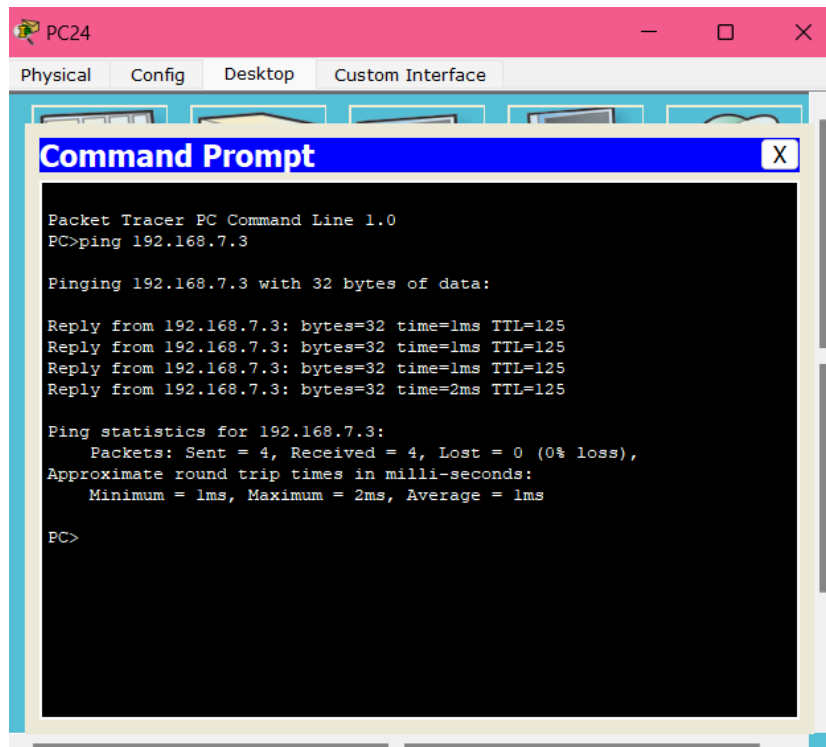 PC24
Physical Config Desktop Custom Interface
Command Prompt X
Packet Tracer PC Command Line 1.0
PC>ping 192.168.7.3
Pinging 192.168.7.3 with 32 bytes of data:
Reply from 192.168.7.3: bytes=32 time=1ms TTL=125
Reply from 192.168.7.3: bytes=32 time=1ms TTL=125
Reply from 192.168.7.3: bytes=32 time=1ms TTL=125
Reply from 192.168.7.3: bytes=32 time=2ms TTL=125
Ping statistics for 192.168.7.3:
Packets: Sent = 4, Received = 4, Lost = 0 (0% loss),
Approximate round trip times in milli-seconds:
Minimum = 1ms, Maximum = 2ms, Average = 1ms
PC>